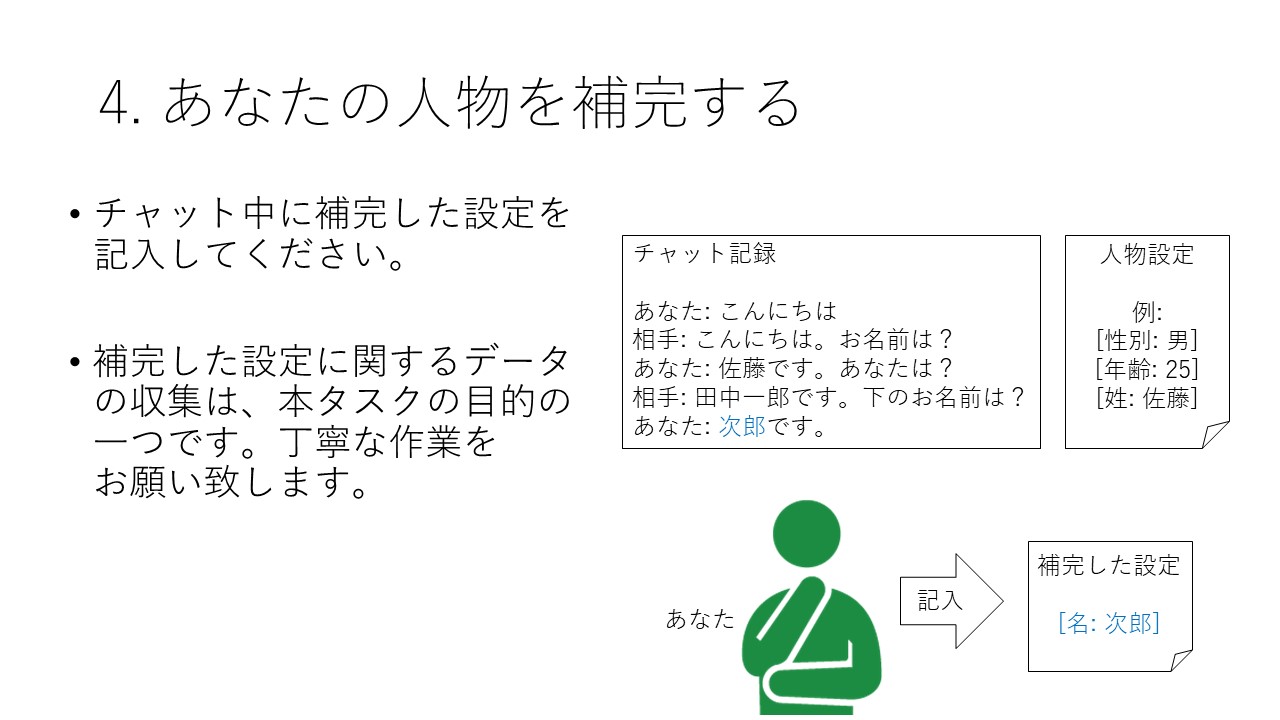 4. あなたの人物を補完する
• チャット中に補完した設定を
記入してください。
• 補完した設定に関するデータ
の収集は、本タスクの目的の
一つです。丁寧な作業を
お願い致します。
チャット記録
あなた: こんにちは
相手: こんにちは。お名前は？
あなた: 佐藤です。あなたは？
相手: 田中一郎です。下のお名前は？
あなた: 次郎です。
人物設定
例:
[性別: 男]
[年齢: 25]
[姓: 佐藤]
あなた
記入
補完した設定
[名: 次郎]